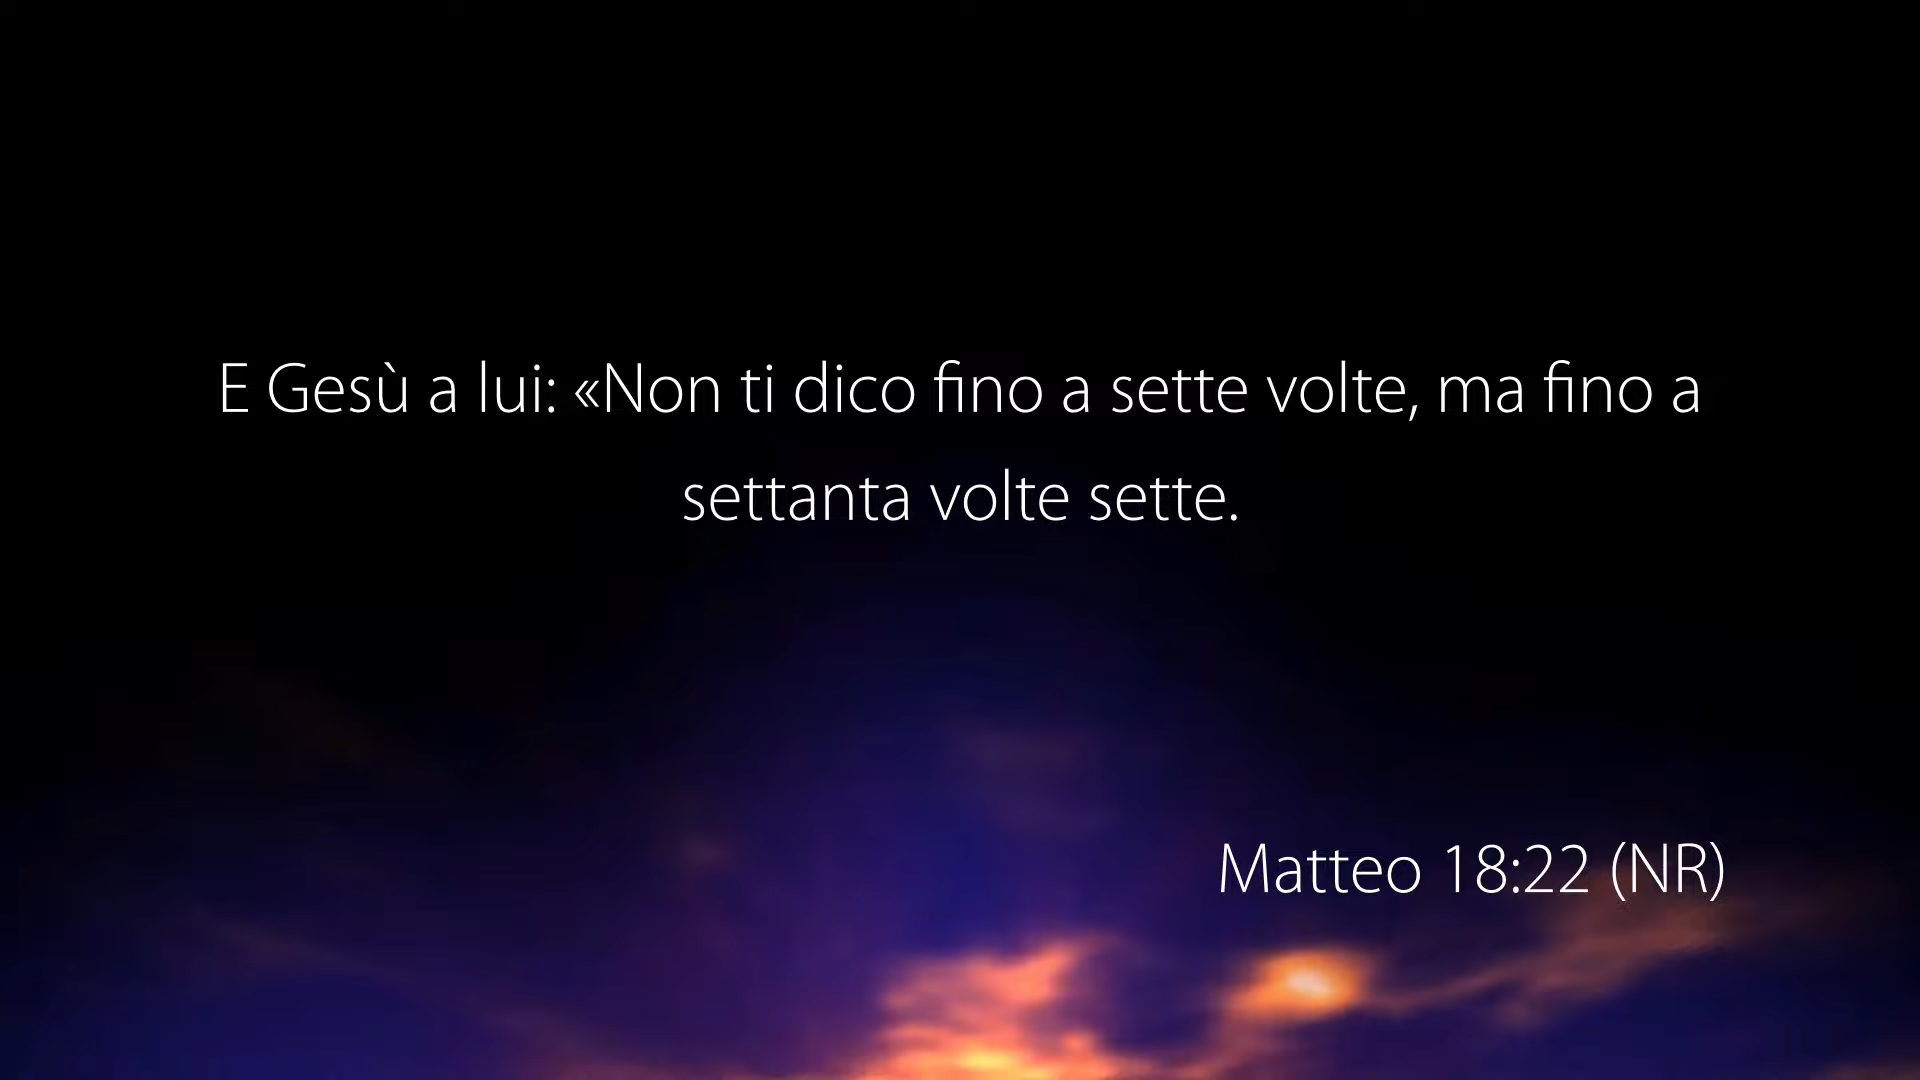 E Gesù a lui: «Non ti dico fino a sette volte, ma fino a
settanta volte sette.
Matteo 18:22 (NR)